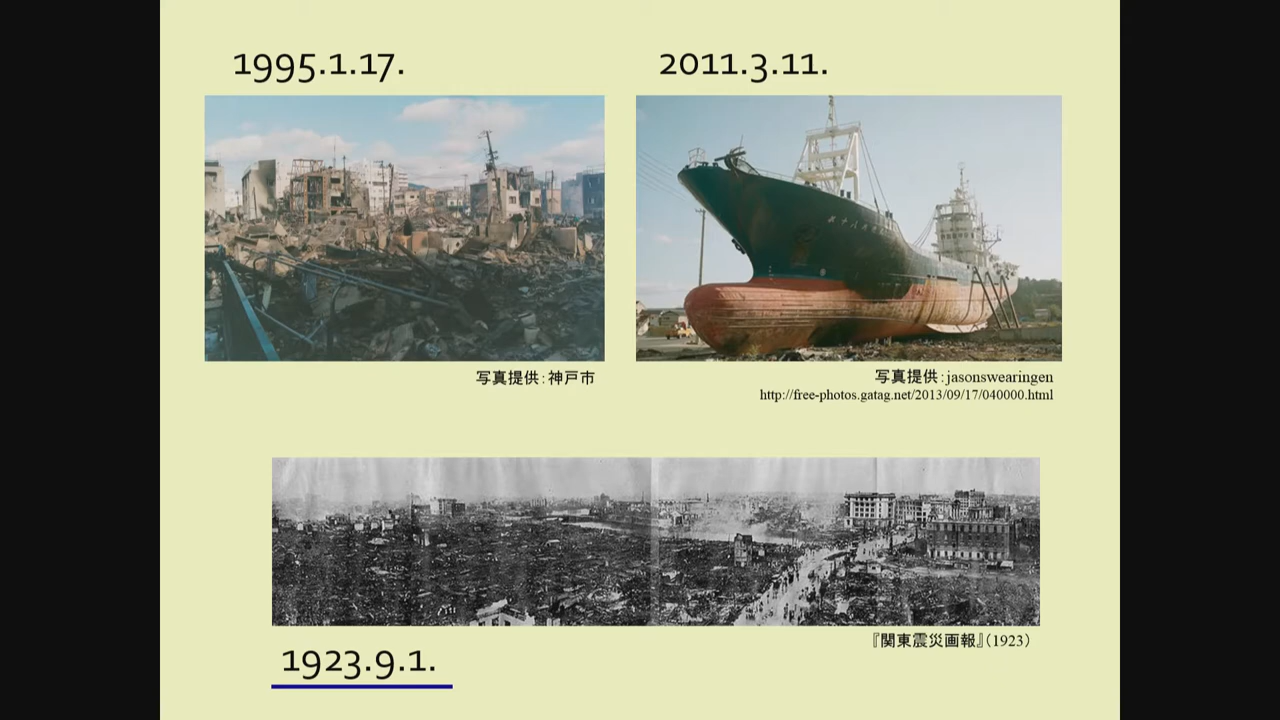 1995.1.17.
2011.3.11.
写真提供：神戸市
写真提供：jasonswearingen
http://free-photos.gatag.net/2013/09/17/040000.html
『関東震災画報』（1923）
1923.9.1.